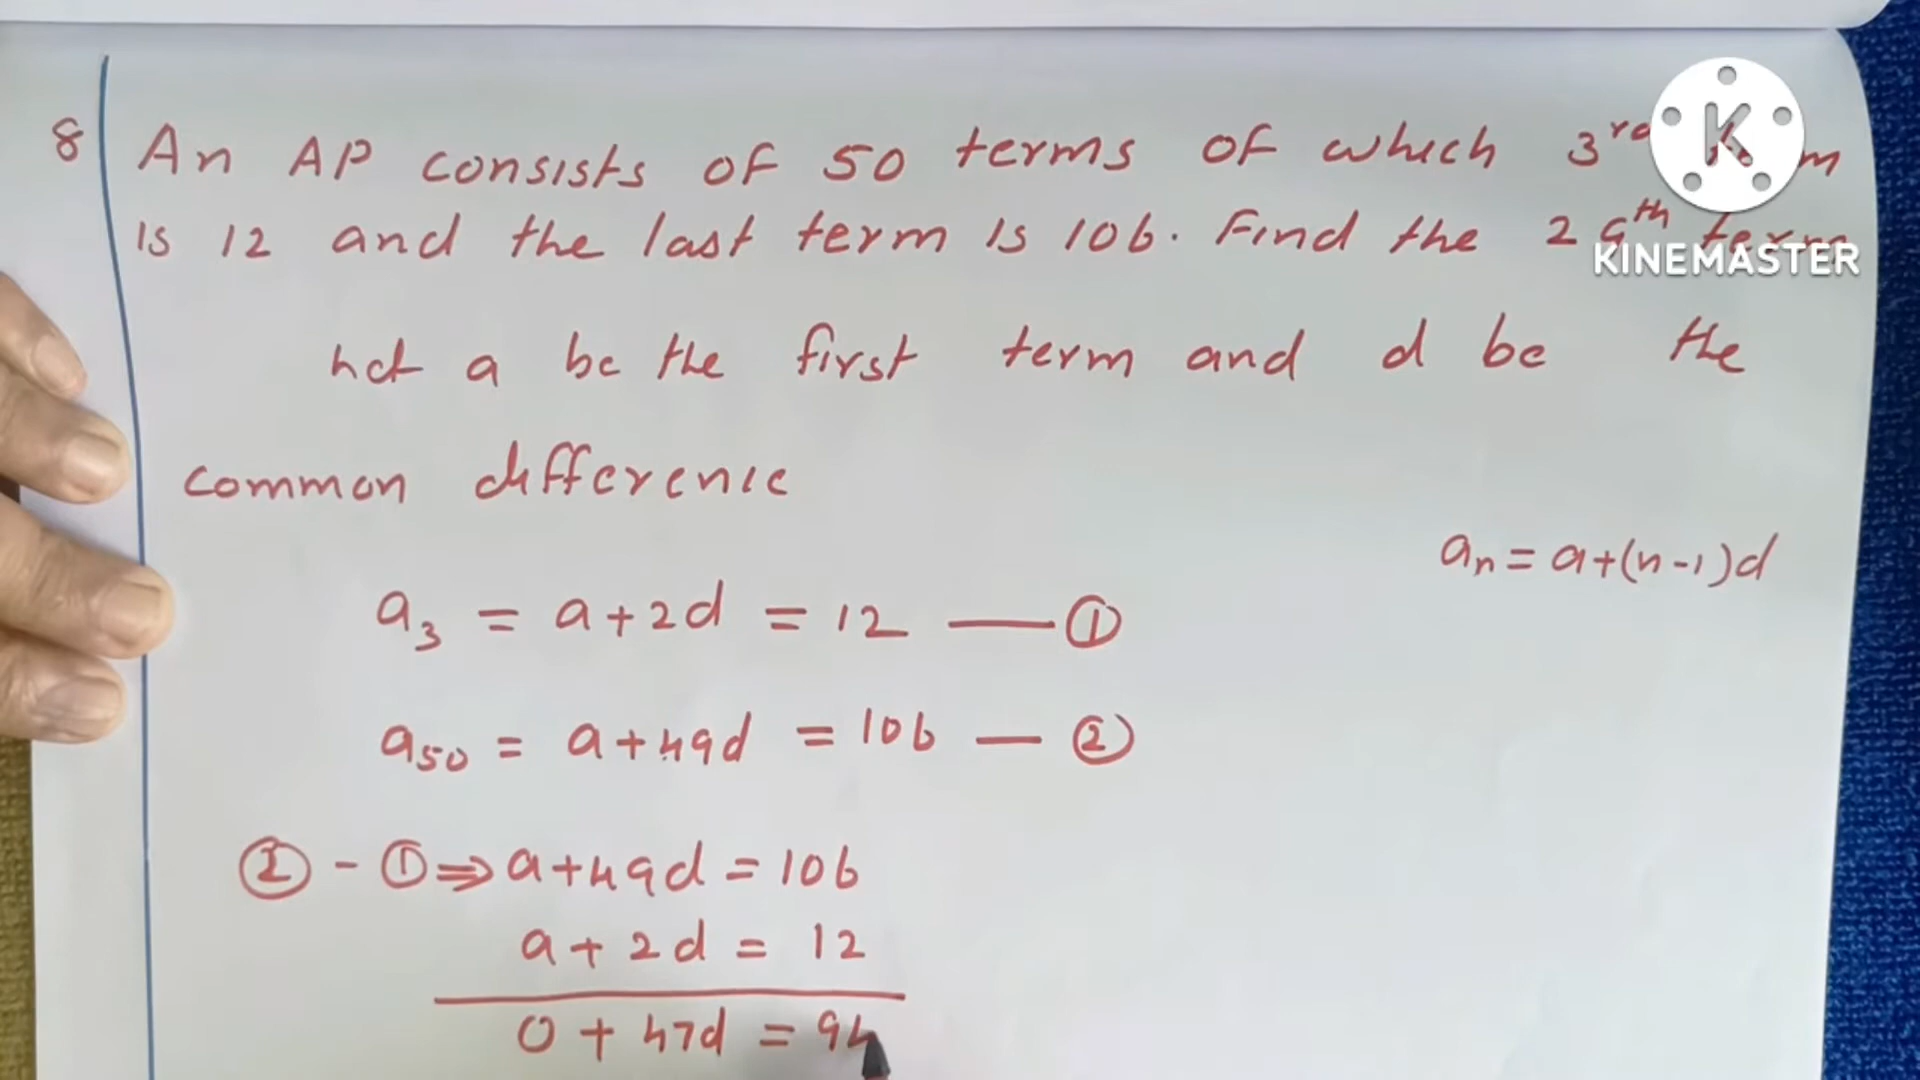 8 An AP consists of 50 terms of which 3rd
is 12 and the last term is 106. Find the 29th term
K
KINEMASTER
Let a be the first term and d be the
common difference
an = a+(n-1)d
a3 = a+2d = 12 — ①
a50 = a+49d = 106 — ②
② - ① ⇒ a+49d = 106
a + 2d = 12
0 + 47d = 94